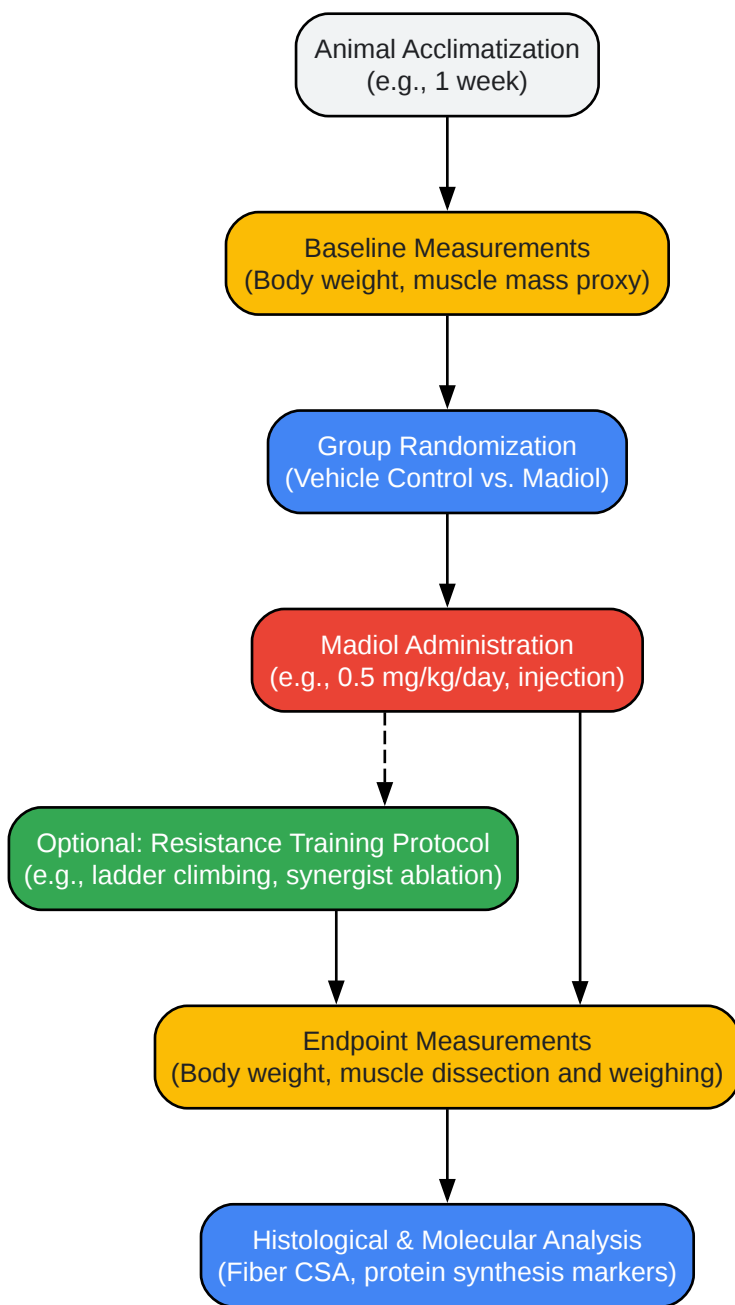 Animal Acclimatization
(e.g., 1 week)
Baseline Measurements
(Body weight, muscle mass proxy)
Group Randomization
(Vehicle Control vs. Madiol)
Madiol Administration
(e.g., 0.5 mg/kg/day, injection)
Optional: Resistance Training Protocol
(e.g., ladder climbing, synergist ablation)
Endpoint Measurements
(Body weight, muscle dissection and weighing)
Histological & Molecular Analysis
(Fiber CSA, protein synthesis markers)